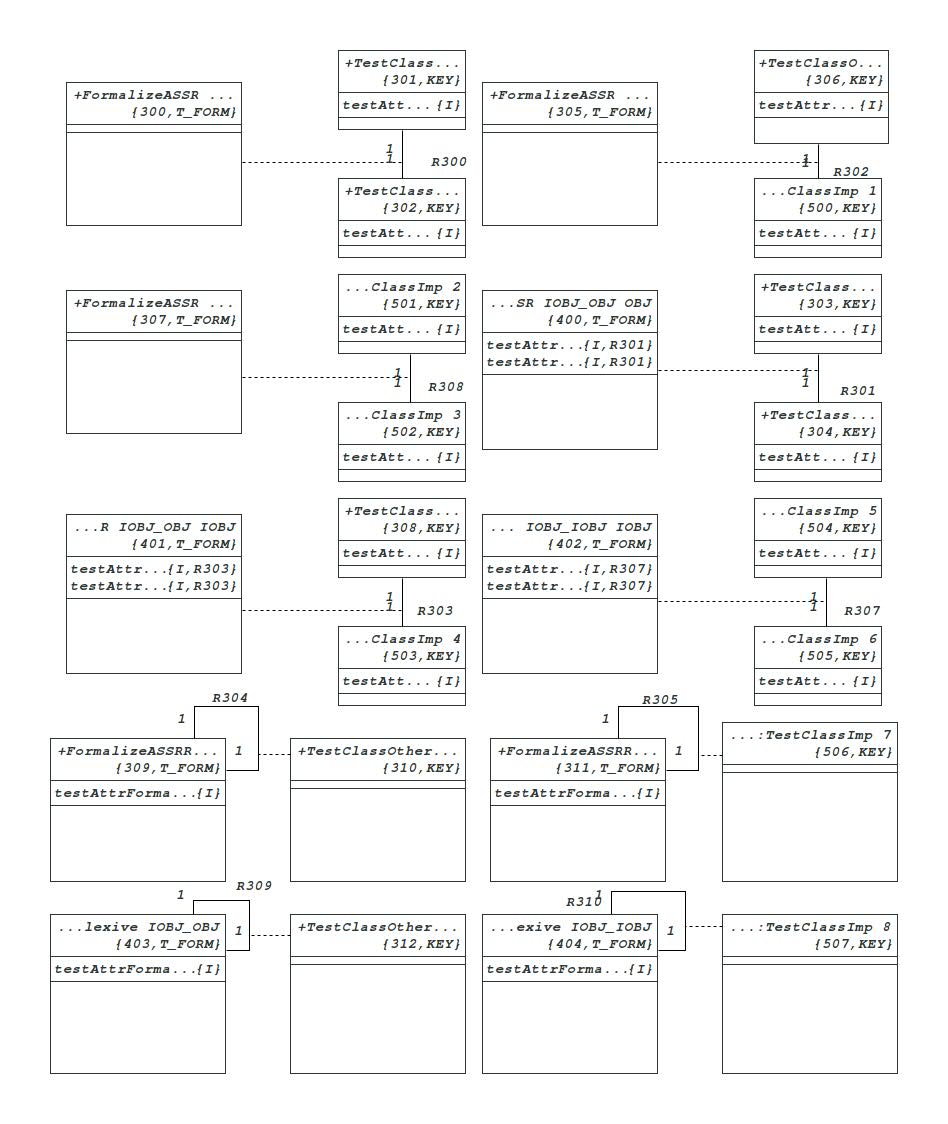 +TestClass...
{301,KEY}
testAtt...{I}
+FormalizeASSR ...
{300,T_FORM}
1
1
R300
+TestClass...
{302,KEY}
testAtt...{I}
+TestClassO...
{306,KEY}
testAttr...{I}
+FormalizeASSR ...
{305,T_FORM}
1
1
R302
...ClassImp 1
{500,KEY}
testAtt...{I}
...ClassImp 2
{501,KEY}
testAtt...{I}
+FormalizeASSR ...
{307,T_FORM}
1
1
R308
...ClassImp 3
{502,KEY}
testAtt...{I}
+TestClass...
{303,KEY}
testAtt...{I}
...SR IOBJ_OBJ OBJ
{400,T_FORM}
testAttr...{I,R301}
testAttr...{I,R301}
1
1
R301
+TestClass...
{304,KEY}
testAtt...{I}
+TestClass...
{308,KEY}
testAtt...{I}
...R IOBJ_OBJ IOBJ
{401,T_FORM}
testAttr...{I,R303}
testAttr...{I,R303}
1
1
R303
...ClassImp 4
{503,KEY}
testAtt...{I}
...ClassImp 5
{504,KEY}
testAtt...{I}
... IOBJ_IOBJ IOBJ
{402,T_FORM}
testAttr...{I,R307}
testAttr...{I,R307}
1
1
R307
...ClassImp 6
{505,KEY}
testAtt...{I}
R304
1
+FormalizeASSRR...
{309,T_FORM}
testAttrForma...{I}
1
+TestClassOther...
{310,KEY}
R305
1
+FormalizeASSRR...
{311,T_FORM}
testAttrForma...{I}
1
...:TestClassImp 7
{506,KEY}
R309
1
...lexive IOBJ_OBJ
{403,T_FORM}
testAttrForma...{I}
1
+TestClassOther...
{312,KEY}
R310
1
...exive IOBJ_IOBJ
{404,T_FORM}
testAttrForma...{I}
1
...:TestClassImp 8
{507,KEY}